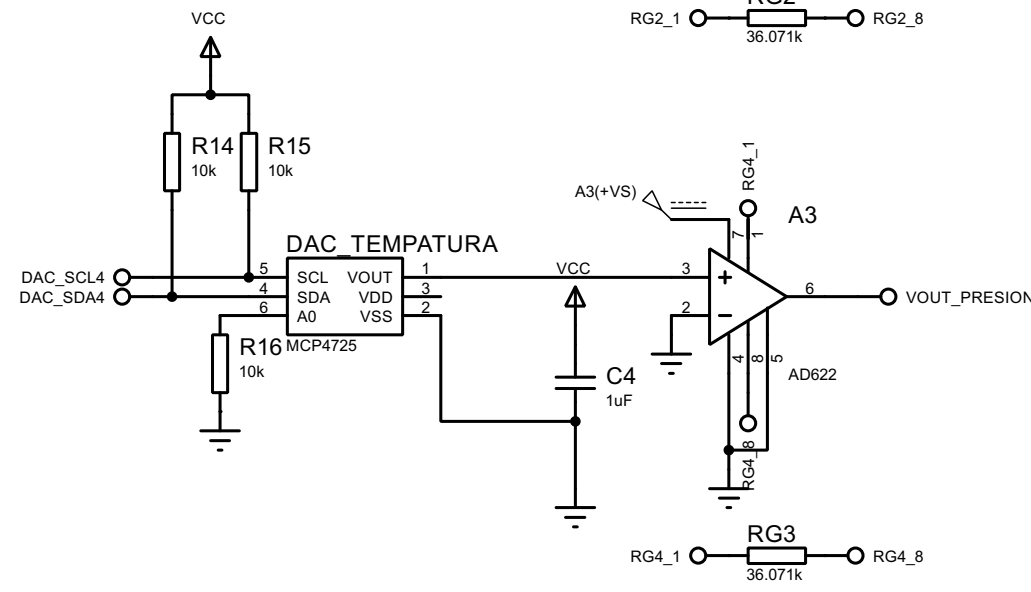 RG2
RG2_1
RG2_8
36.071k
VCC
R14
10k
R15
10k
A3(+VS)
RG4_1
A3
7
1
DAC_TEMPATURA
DAC_SCL4
5
SCL
VOUT
1
VCC
3
DAC_SDA4
4
SDA
VDD
3
6
VOUT_PRESION
6
A0
VSS
2
2
MCP4725
R16
10k
C4
1uF
4
8
5
AD622
RG4_8
RG3
RG4_1
RG4_8
36.071k